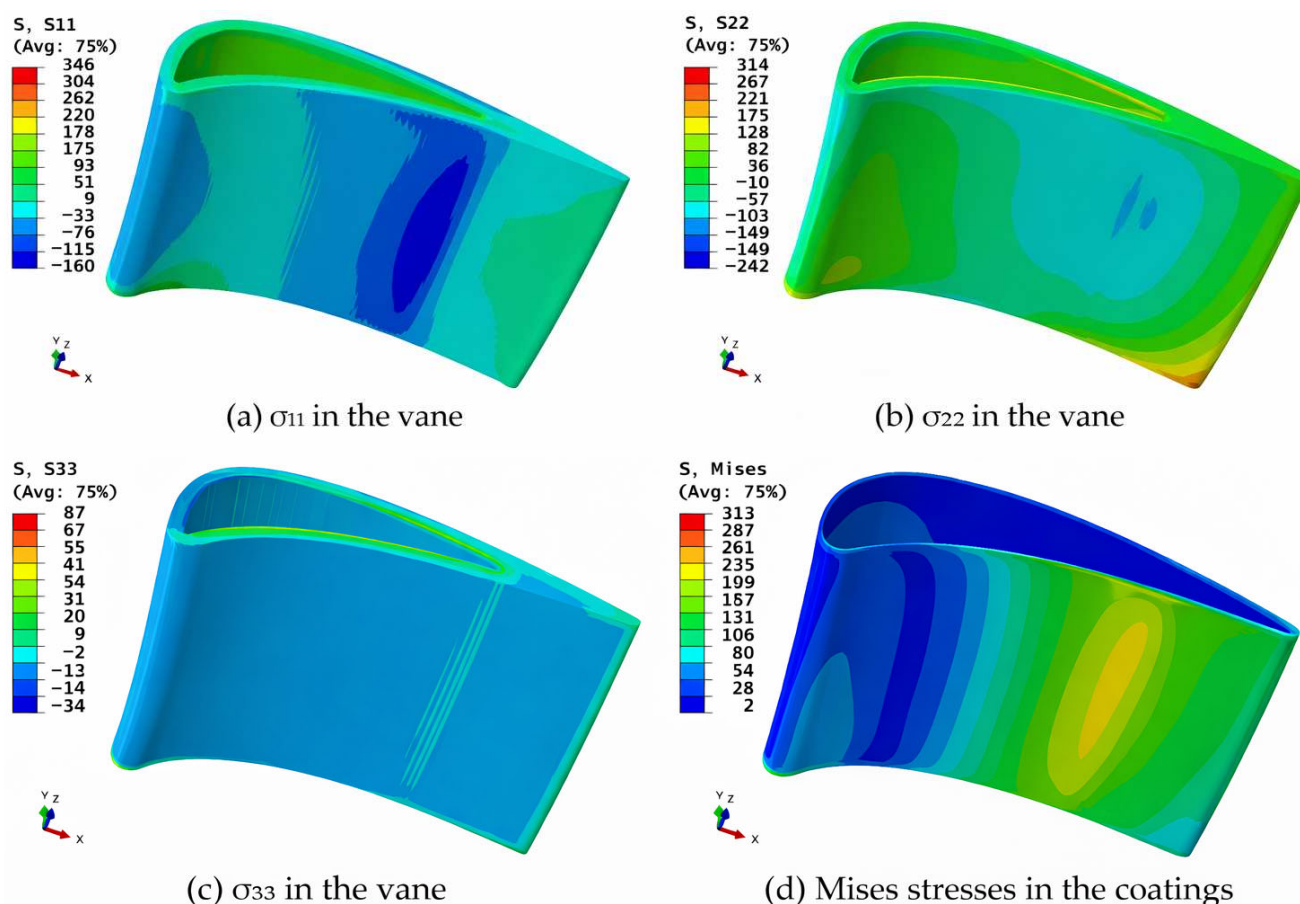 S, S11
(Avg: 75%)
346
304
262
220
178
175
93
51
9
−33
−76
−115
−160
Y Z
X
(a) σ11 in the vane
S, S22
(Avg: 75%)
314
267
221
175
128
82
36
−10
−57
−103
−149
−149
−242
Y Z
X
(b) σ22 in the vane
S, S33
(Avg: 75%)
87
67
55
41
54
31
20
9
−2
−13
−14
−34
Y Z
X
(c) σ33 in the vane
S, Mises
(Avg: 75%)
313
287
261
235
199
157
131
106
80
54
28
2
Y Z
X
(d) Mises stresses in the coatings